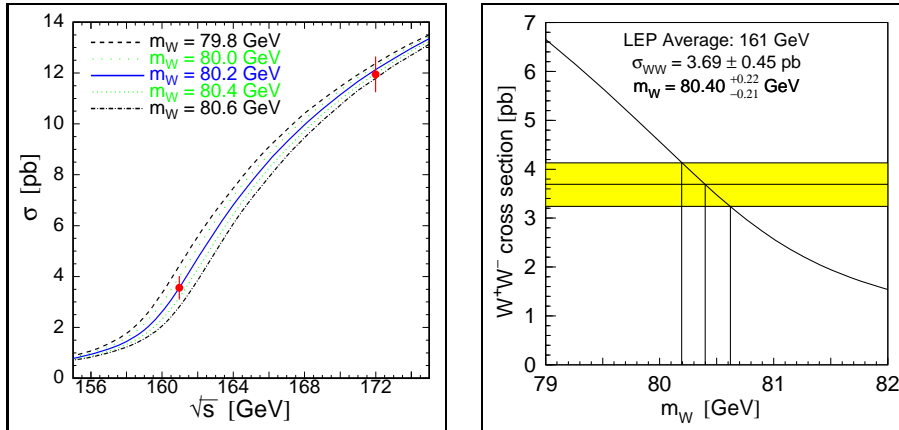 14
12
10
8
6
4
2
0
σ [pb]
m_W = 79.8 GeV
m_W = 80.0 GeV
m_W = 80.2 GeV
m_W = 80.4 GeV
m_W = 80.6 GeV
156 160 164 168 172
√s [GeV]
7
6
5
4
3
2
1
0
W⁺W⁻ cross section [pb]
LEP Average: 161 GeV
σ_WW = 3.69 ± 0.45 pb
m_W = 80.40 +0.22 −0.21 GeV
79 80 81 82
m_W [GeV]